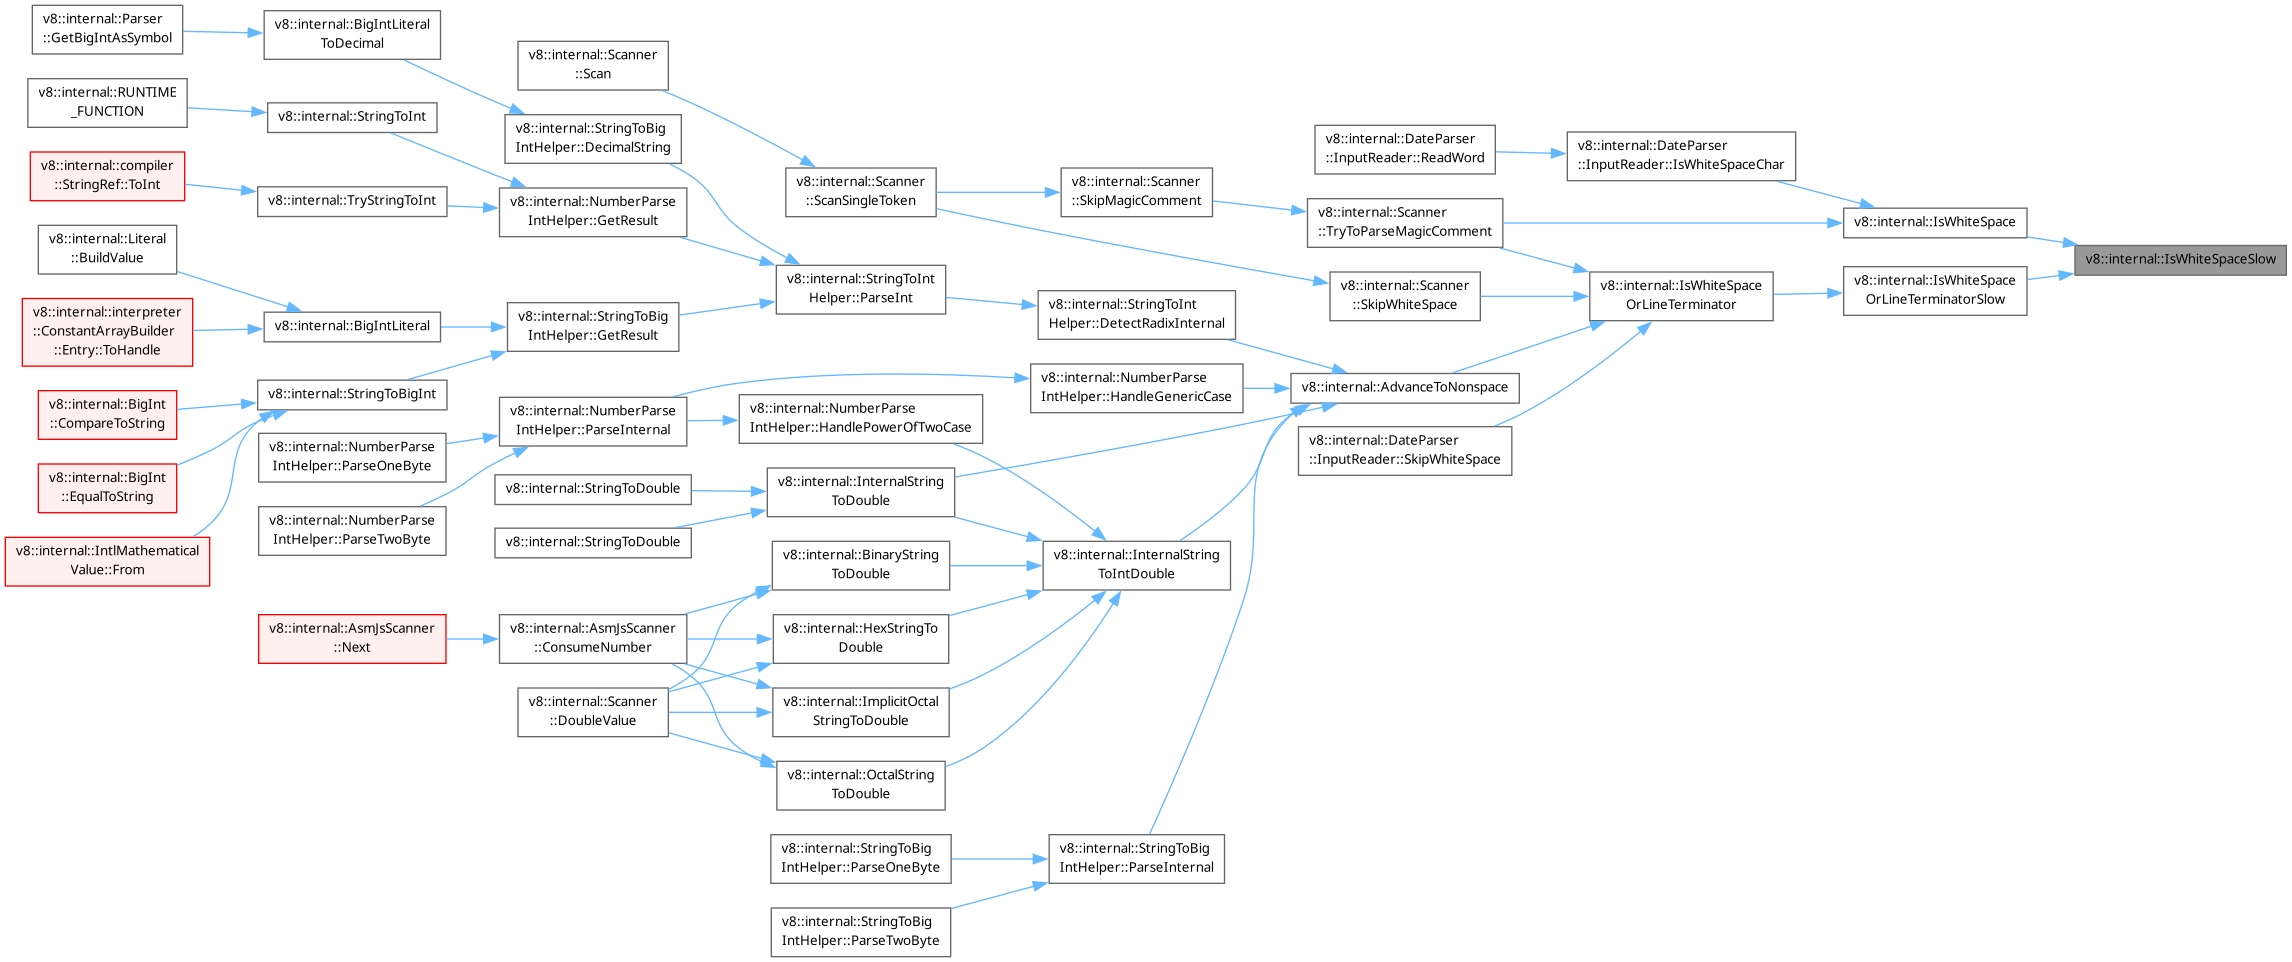 v8::internal::Parser
::GetBigIntAsSymbol
v8::internal::RUNTIME
_FUNCTION
v8::internal::compiler
::StringRef::ToInt
v8::internal::Literal
::BuildValue
v8::internal::interpreter
::ConstantArrayBuilder
::Entry::ToHandle
v8::internal::BigInt
::CompareToString
v8::internal::BigInt
::EqualToString
v8::internal::IntlMathematical
Value::From
v8::internal::BigIntLiteral
ToDecimal
v8::internal::StringToInt
v8::internal::TryStringToInt
v8::internal::BigIntLiteral
v8::internal::StringToBigInt
v8::internal::NumberParse
IntHelper::ParseOneByte
v8::internal::NumberParse
IntHelper::ParseTwoByte
v8::internal::AsmJsScanner
::Next
v8::internal::Scanner
::Scan
v8::internal::StringToBig
IntHelper::DecimalString
v8::internal::NumberParse
IntHelper::GetResult
v8::internal::StringToBig
IntHelper::GetResult
v8::internal::NumberParse
IntHelper::ParseInternal
v8::internal::StringToDouble
v8::internal::StringToDouble
v8::internal::AsmJsScanner
::ConsumeNumber
v8::internal::Scanner
::DoubleValue
v8::internal::Scanner
::ScanSingleToken
v8::internal::StringToInt
Helper::ParseInt
v8::internal::NumberParse
IntHelper::HandlePowerOfTwoCase
v8::internal::InternalString
ToDouble
v8::internal::BinaryString
ToDouble
v8::internal::HexStringTo
Double
v8::internal::ImplicitOctal
StringToDouble
v8::internal::OctalString
ToDouble
v8::internal::StringToBig
IntHelper::ParseOneByte
v8::internal::StringToBig
IntHelper::ParseTwoByte
v8::internal::Scanner
::SkipMagicComment
v8::internal::StringToInt
Helper::DetectRadixInternal
v8::internal::NumberParse
IntHelper::HandleGenericCase
v8::internal::InternalString
ToIntDouble
v8::internal::StringToBig
IntHelper::ParseInternal
v8::internal::DateParser
::InputReader::ReadWord
v8::internal::Scanner
::TryToParseMagicComment
v8::internal::Scanner
::SkipWhiteSpace
v8::internal::AdvanceToNonspace
v8::internal::DateParser
::InputReader::SkipWhiteSpace
v8::internal::DateParser
::InputReader::IsWhiteSpaceChar
v8::internal::IsWhiteSpace
OrLineTerminator
v8::internal::IsWhiteSpace
v8::internal::IsWhiteSpace
OrLineTerminatorSlow
v8::internal::IsWhiteSpaceSlow